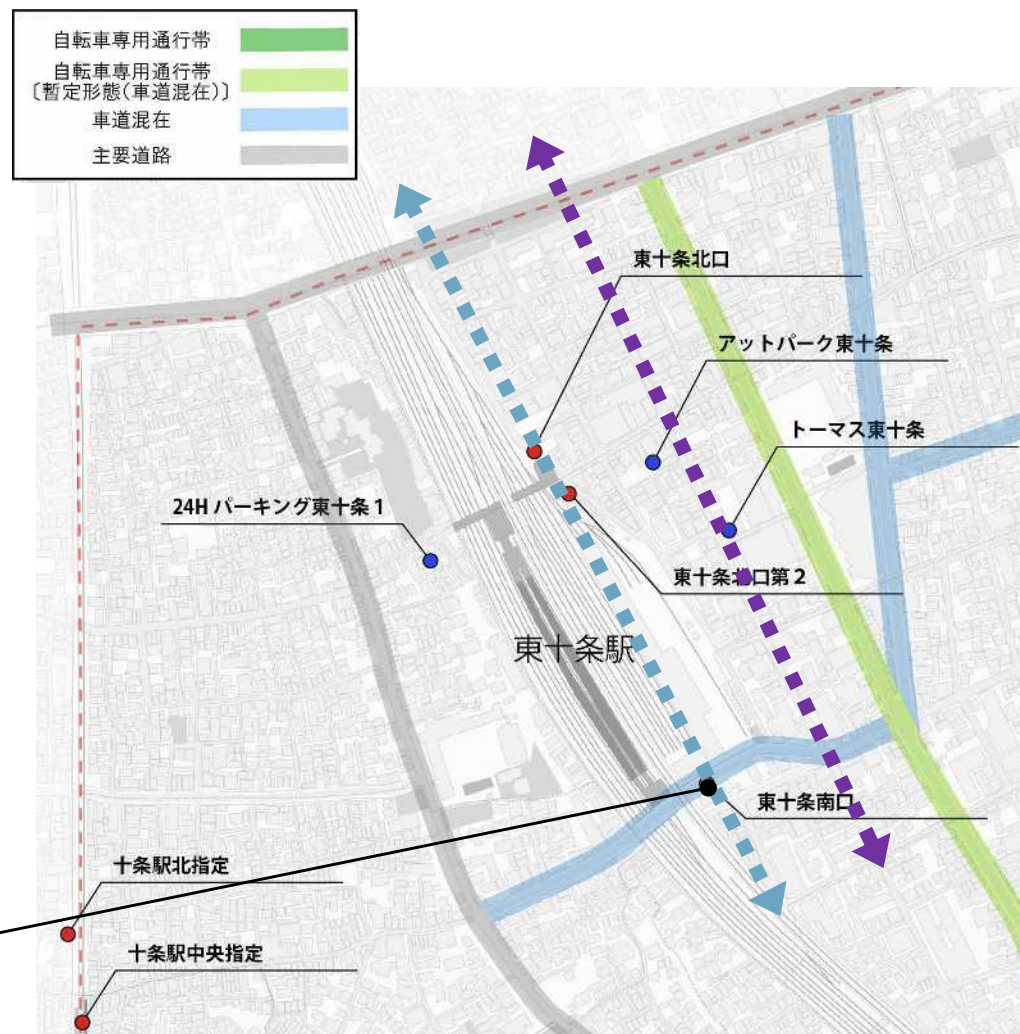 自転車専用通行帯
自転車専用通行帯
〔暫定形態(車道混在)〕
車道混在
主要道路
東十条北口
アットパーク東十条
トーマス東十条
24Hパーキング東十条1
東十条北口第2
東十条駅
東十条南口
十条駅北指定
十条駅中央指定